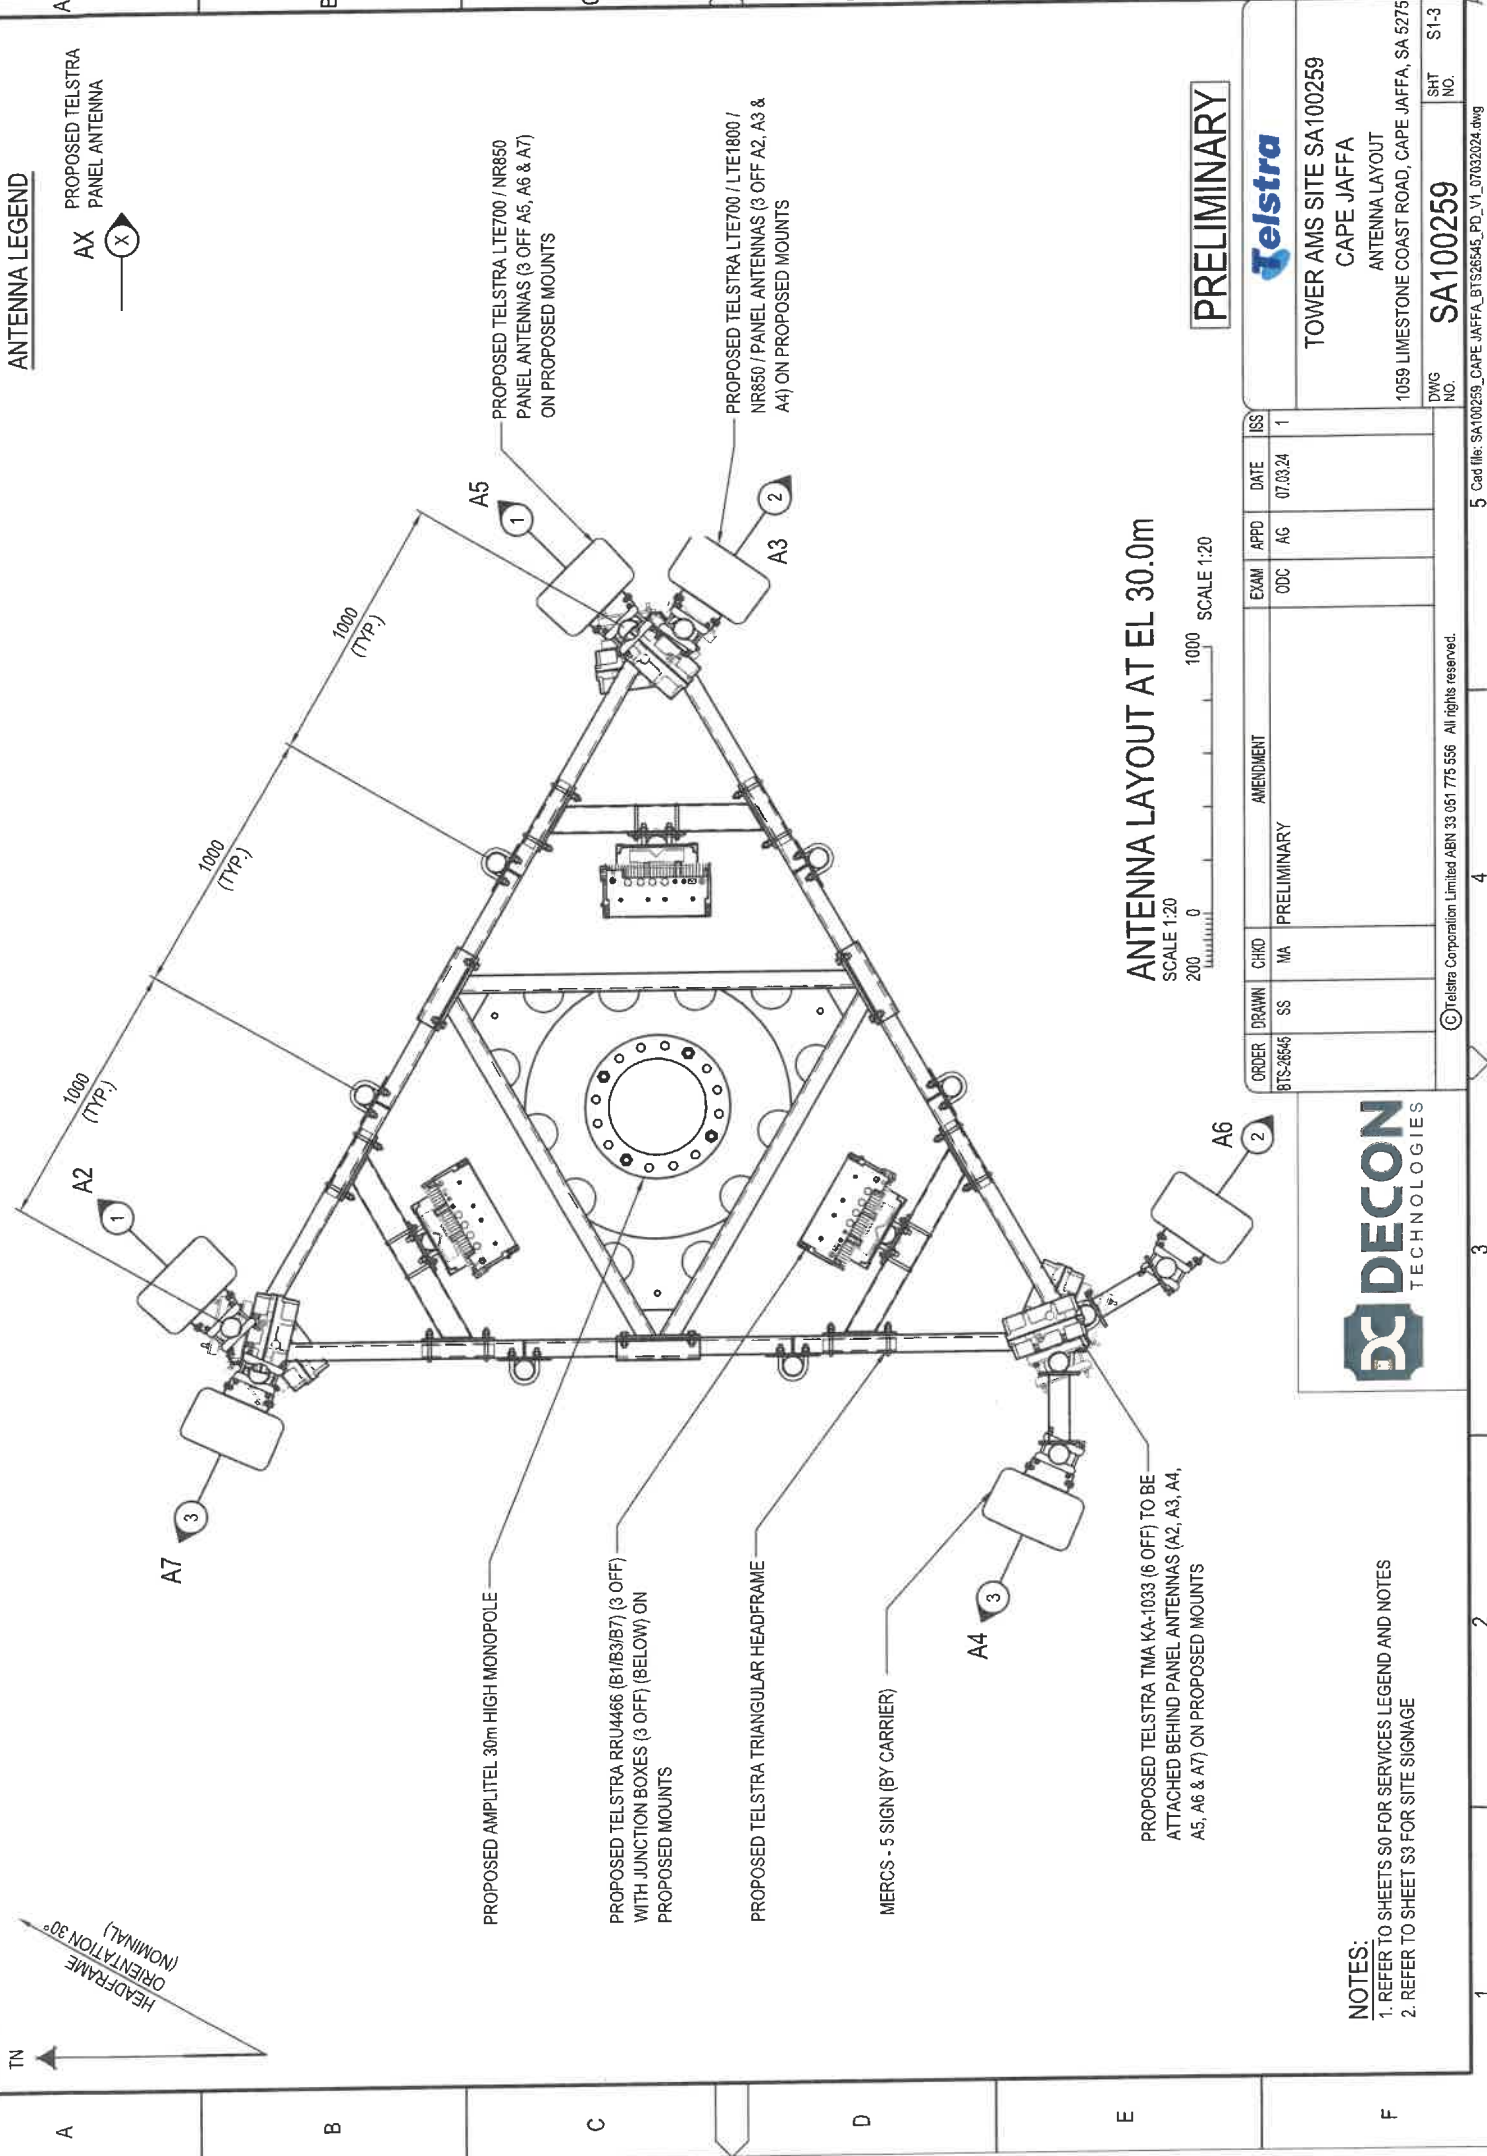 A
B
C
TN
HEADFRAME
ORIENTATION 30°
(NOMINAL)
ANTENNA LEGEND
AX
X
PROPOSED TELSTRA
PANEL ANTENNA
1000
(TYP.)
1000
(TYP.)
1000
(TYP.)
A7
3
A2
1
A5
1
A3
2
A4
3
A6
2
PROPOSED TELSTRA LTE700 / NR850
PANEL ANTENNAS (3 OFF A5, A6 & A7)
ON PROPOSED MOUNTS
PROPOSED TELSTRA LTE700 / LTE1800 /
NR850 / PANEL ANTENNAS (3 OFF A2, A3 &
A4) ON PROPOSED MOUNTS
PROPOSED AMPLITEL 30m HIGH MONOPOLE
PROPOSED TELSTRA RRU4466 (B1/B3/B7) (3 OFF)
WITH JUNCTION BOXES (3 OFF) (BELOW) ON
PROPOSED MOUNTS
PROPOSED TELSTRA TRIANGULAR HEADFRAME
MERCS - 5 SIGN (BY CARRIER)
PROPOSED TELSTRA TMA KA-1033 (6 OFF) TO BE
ATTACHED BEHIND PANEL ANTENNAS (A2, A3, A4,
A5, A6 & A7) ON PROPOSED MOUNTS
ANTENNA LAYOUT AT EL 30.0m
SCALE 1:20
200 0 1000 SCALE 1:20
PRELIMINARY
NOTES:
1. REFER TO SHEETS S0 FOR SERVICES LEGEND AND NOTES
2. REFER TO SHEET S3 FOR SITE SIGNAGE
DC DECON
TECHNOLOGIES
ORDER DRAWN CHKD AMENDMENT EXAM APPD DATE ISS
BTS-26545 SS MA PRELIMINARY ODC AG 07.03.24 1
© Telstra Corporation Limited ABN 33 051 775 556 All rights reserved.
Telstra
TOWER AMS SITE SA100259
CAPE JAFFA
ANTENNA LAYOUT
1059 LIMESTONE COAST ROAD, CAPE JAFFA, SA 5275
DWG NO. SA100259
SHT NO. S1-3
Cad file: SA100259_CAPE JAFFA_BTS26545_PD_V1_07032024.dwg
A
B
C
D
E
F
1
2
3
4
5